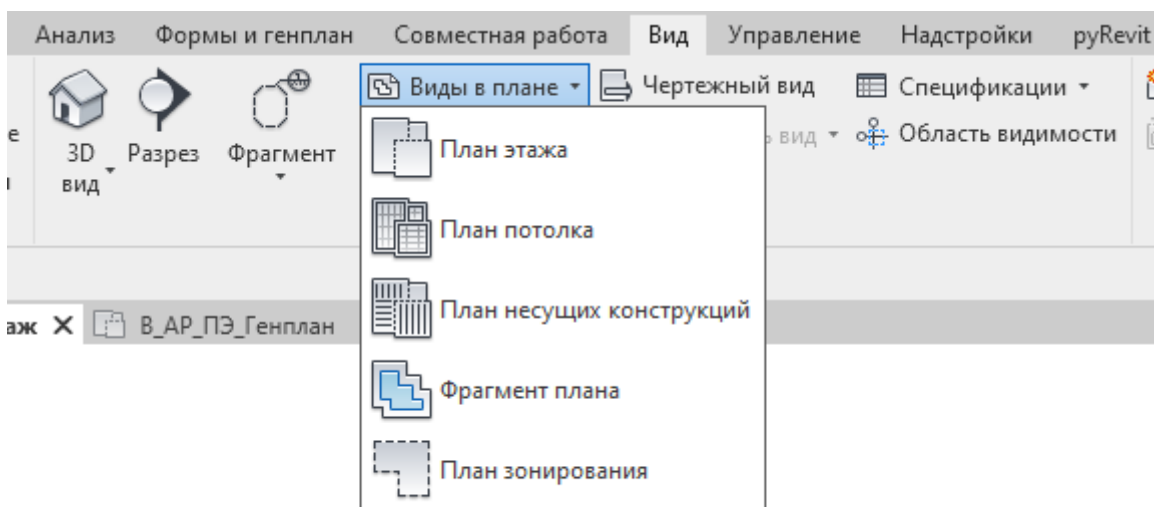 Анализ Формы и генплан Совместная работа Вид Управление Надстройки pyRevit
Виды в плане Чертежный вид Спецификации
3D Разрез Фрагмент вид Область видимости
вид
План этажа
План потолка
План несущих конструкций
В_АР_ПЭ_Генплан
Фрагмент плана
План зонирования